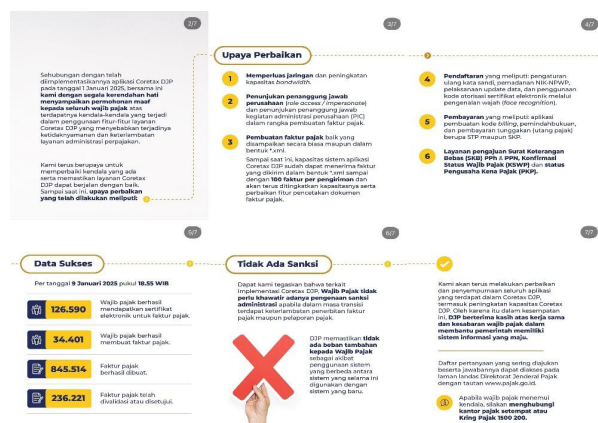 2/7
Sehubungan dengan telah
diimplementasikannya aplikasi Coretax DJP
pada tanggal 1 Januari 2025, bersama ini
kami dengan segala kerendahan hati
menyampaikan permohonan maaf
kepada seluruh wajib pajak atas
terdapatnya kendala-kendala yang terjadi
dalam penggunaan fitur-fitur layanan
Coretax DJP yang menyebabkan terjadinya
ketidaknyamanan dan keterlambatan
layanan administrasi perpajakan.
Kami terus berupaya untuk
memperbaiki kendala yang ada
serta memastikan layanan Coretax
DJP dapat berjalan dengan baik.
Sampai saat ini, upaya perbaikan
yang telah dilakukan meliputi:
3/7
Upaya Perbaikan
1 Memperluas jaringan dan peningkatan
kapasitas bandwidth.
2 Penunjukan penanggung jawab
perusahaan (role access / impersonate)
dan penunjukan penanggung jawab
kegiatan administrasi perusahaan (PIC)
dalam rangka pembuatan faktur pajak.
3 Pembuatan faktur pajak baik yang
disampaikan secara biasa maupun dalam
bentuk *.xml.
Sampai saat ini, kapasitas sistem aplikasi
Coretax DJP sudah dapat menerima faktur
yang dikirim dalam bentuk *.xml sampai
dengan 100 faktur per pengiriman dan
akan terus ditingkatkan kapasitasnya serta
perbaikan fitur pencetakan dokumen
faktur pajak.
4/7
4 Pendaftaran yang meliputi: pengaturan
ulang kata sandi, pemadanan NIK-NPWP,
pelaksanaan update data, dan penggunaan
kode otorisasi sertifikat elektronik melalui
pengenalan wajah (face recognition).
5 Pembayaran yang meliputi: aplikasi
pembuatan kode billing, pemindahbukuan,
dan pembayaran tunggakan (utang pajak)
berupa STP maupun SKP.
6 Layanan pengajuan Surat Keterangan
Bebas (SKB) PPh & PPN, Konfirmasi
Status Wajib Pajak (KSWP) dan status
Pengusaha Kena Pajak (PKP).
5/7
Data Sukses
Per tanggal 9 Januari 2025 pukul 18.55 WIB
126.590
Wajib pajak berhasil
mendapatkan sertifikat
elektronik untuk faktur pajak.
34.401
Wajib pajak berhasil
membuat faktur pajak.
845.514
Faktur pajak
berhasil dibuat.
236.221
Faktur pajak telah
divalidasi atau disetujui.
6/7
Tidak Ada Sanksi
Dapat kami tegaskan bahwa terkait
implementasi Coretax DJP, Wajib Pajak tidak
perlu khawatir adanya pengenaan sanksi
administrasi apabila dalam masa transisi
terdapat keterlambatan penerbitan faktur
pajak maupun pelaporan pajak.
DJP memastikan tidak
ada beban tambahan
kepada Wajib Pajak
sebagai akibat
penggunaan sistem
yang berbeda antara
sistem yang selama ini
digunakan dengan
sistem yang baru.
7/7
Kami akan terus melakukan perbaikan
dan penyempurnaan seluruh aplikasi
yang terdapat dalam Coretax DJP,
termasuk peningkatan kapasitas Coretax
DJP. Oleh karena itu dalam kesempatan
ini, DJP berterima kasih atas kerja sama
dan kesabaran wajib pajak dalam
membantu pemerintah memiliki
sistem informasi yang maju.
Daftar pertanyaan yang sering diajukan
beserta jawabannya dapat diakses pada
laman landas Direktorat Jenderal Pajak
dengan tautan www.pajak.go.id.
Apabila wajib pajak menemui
kendala, silakan menghubungi
kantor pajak setempat atau
Kring Pajak 1500 200.